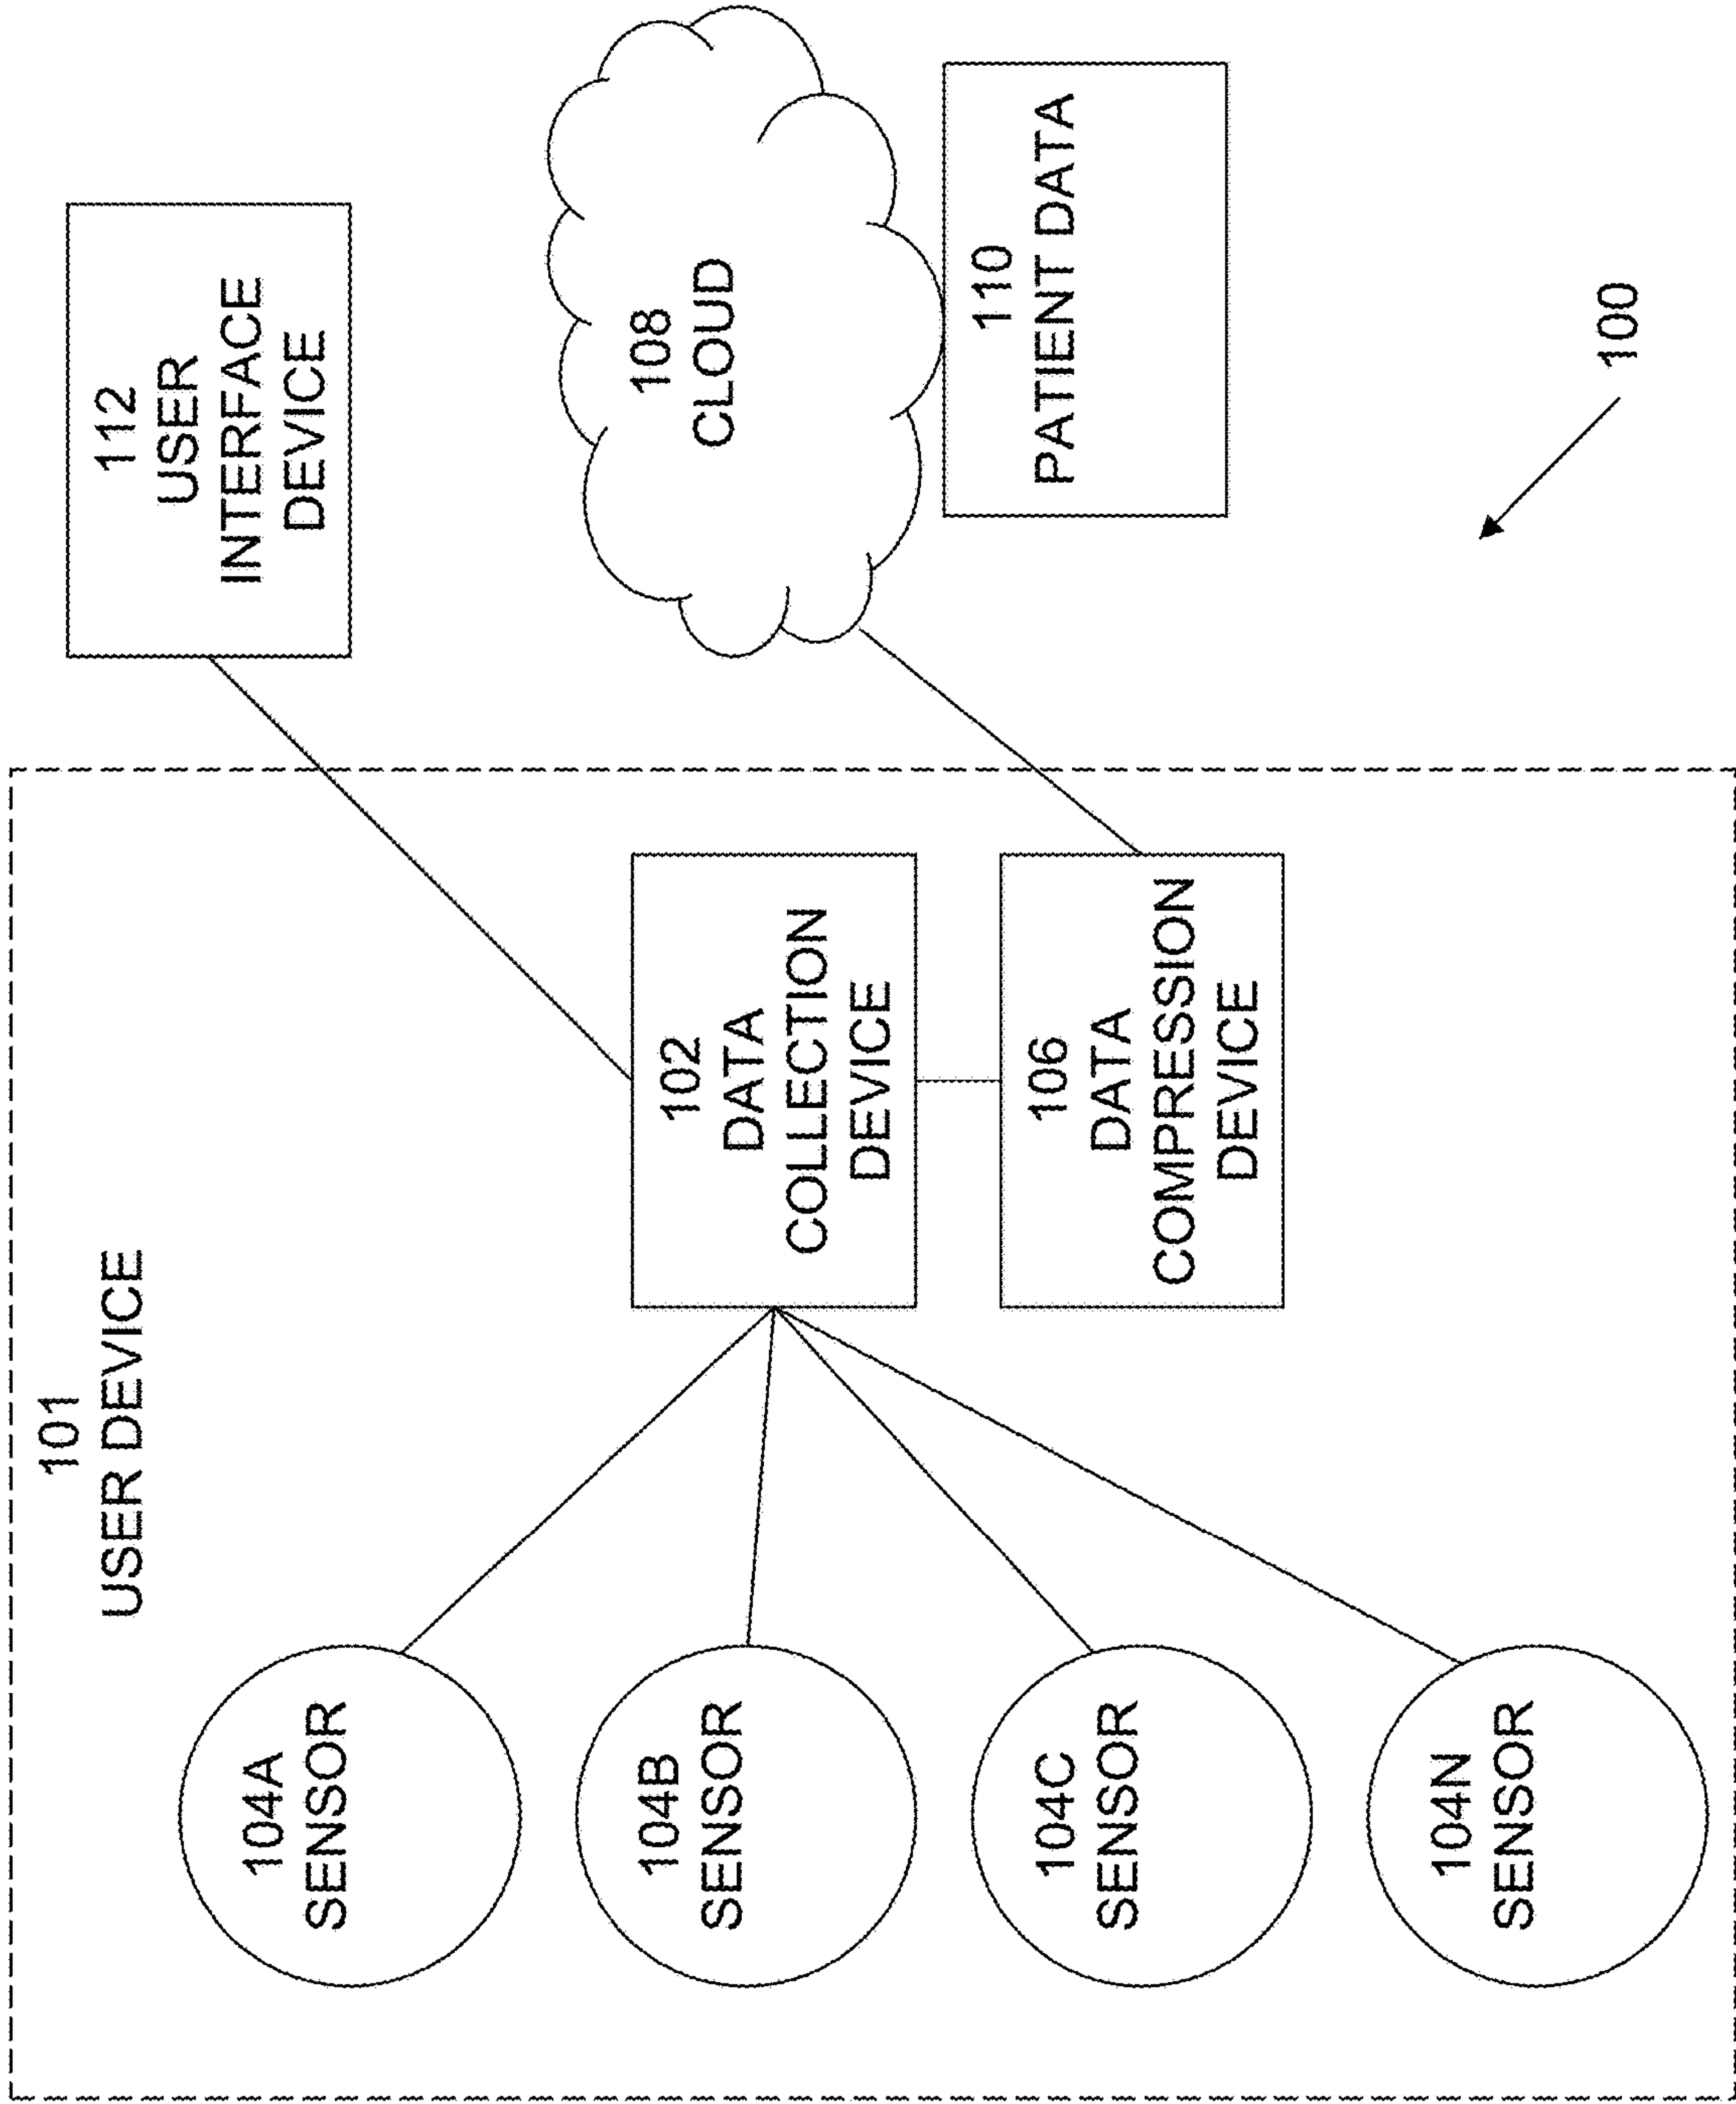 101
USER DEVICE
104A
SENSOR
104B
SENSOR
104C
SENSOR
104N
SENSOR
102
DATA
COLLECTION
DEVICE
106
DATA
COMPRESSION
DEVICE
112
USER
INTERFACE
DEVICE
108
CLOUD
110
PATIENT DATA
100